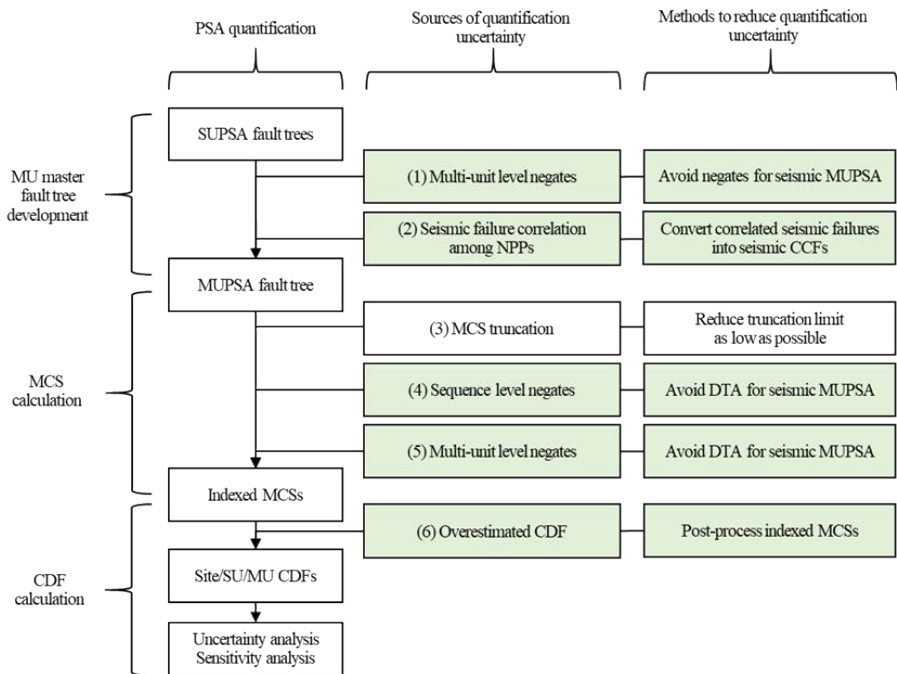 PSA quantification
Sources of quantification
uncertainty
Methods to reduce quantification
uncertainty
SUPSA fault trees
MU master
fault tree
development
(1) Multi-unit level negates
Avoid negates for seismic MUPSA
(2) Seismic failure correlation
among NPPs
Convert correlated seismic failures
into seismic CCFs
MUPSA fault tree
(3) MCS truncation
Reduce truncation limit
as low as possible
MCS
calculation
(4) Sequence level negates
Avoid DTA for seismic MUPSA
(5) Multi-unit level negates
Avoid DTA for seismic MUPSA
Indexed MCSs
(6) Overestimated CDF
Post-process indexed MCSs
CDF
calculation
Site/SU/MU CDFs
Uncertainty analysis
Sensitivity analysis